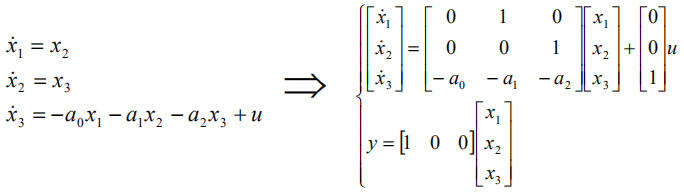 ẋ₁ = x₂
ẋ₂ = x₃
ẋ₃ = −a₀x₁ − a₁x₂ − a₂x₃ + u
⟹
[ẋ₁; ẋ₂; ẋ₃] = [0 1 0; 0 0 1; −a₀ −a₁ −a₂] [x₁; x₂; x₃] + [0; 0; 1] u
y = [1 0 0] [x₁; x₂; x₃]